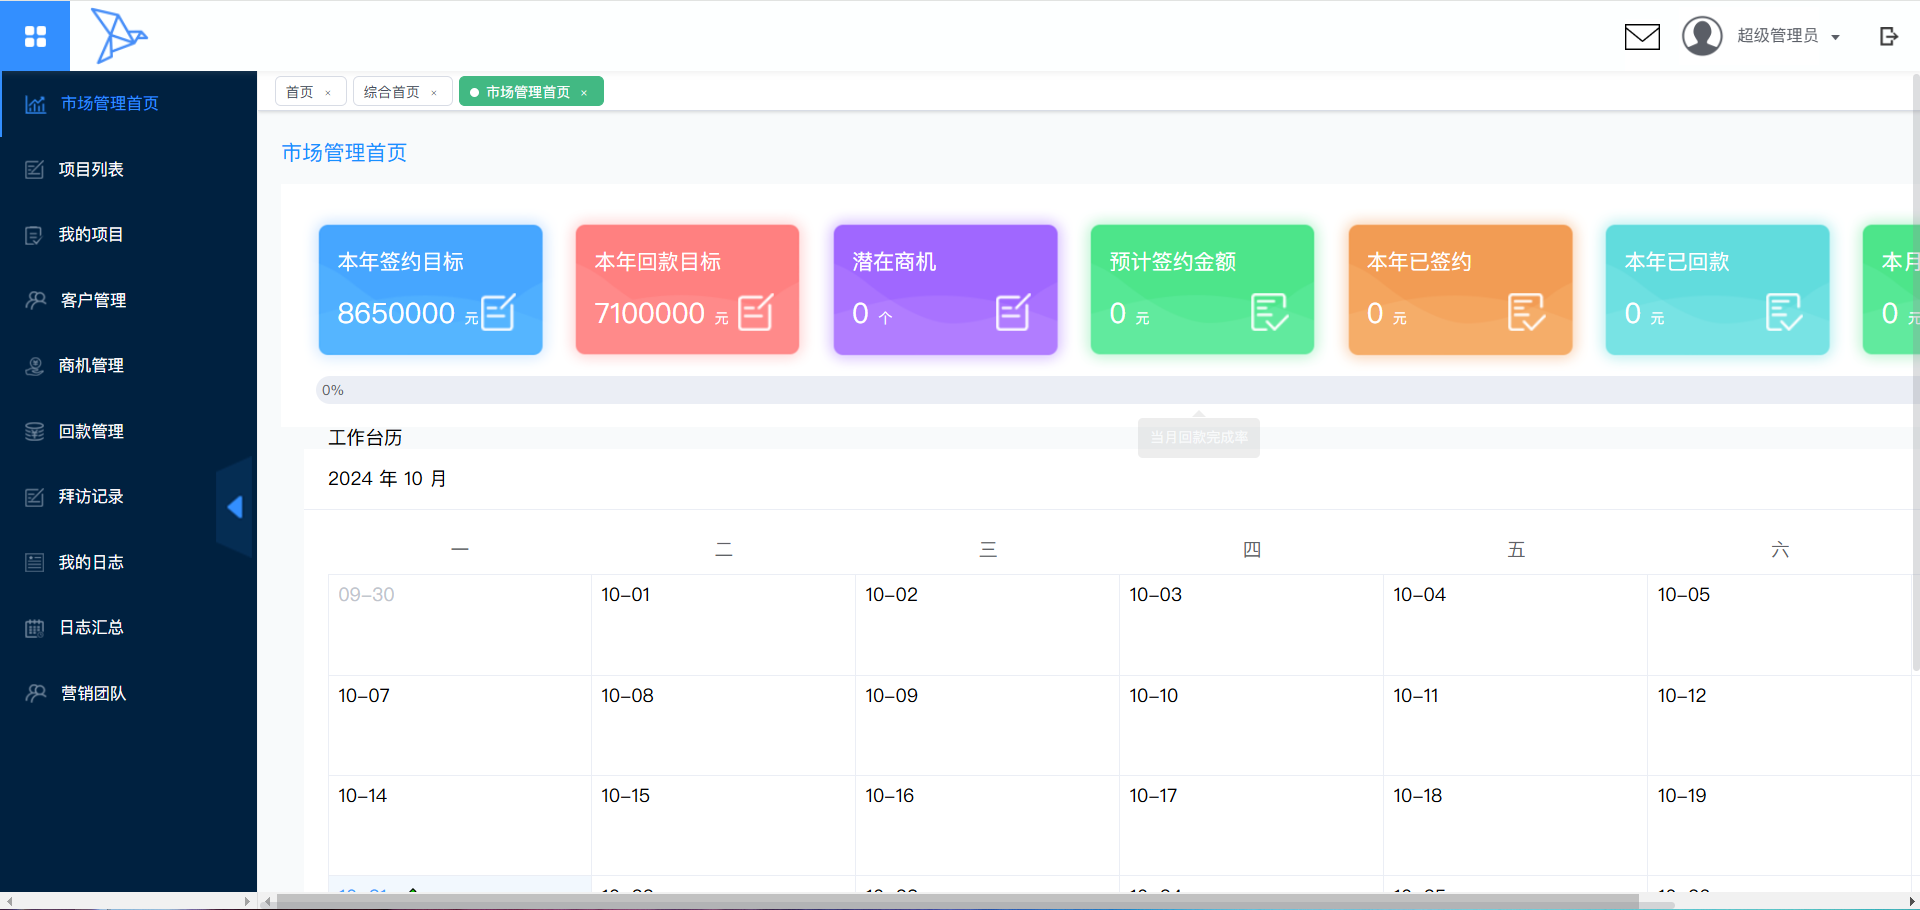 超级管理员
首页 ×
综合首页 ×
市场管理首页 ×
市场管理首页
项目列表
我的项目
客户管理
商机管理
回款管理
拜访记录
我的日志
日志汇总
营销团队
市场管理首页
本年签约目标
8650000 元
本年回款目标
7100000 元
潜在商机
0 个
预计签约金额
0 元
本年已签约
0 元
本年已回款
0 元
本月
0 元
0%
当月回款完成率
工作台历
2024 年 10 月
一 二 三 四 五 六
09-30 10-01 10-02 10-03 10-04 10-05
10-07 10-08 10-09 10-10 10-11 10-12
10-14 10-15 10-16 10-17 10-18 10-19